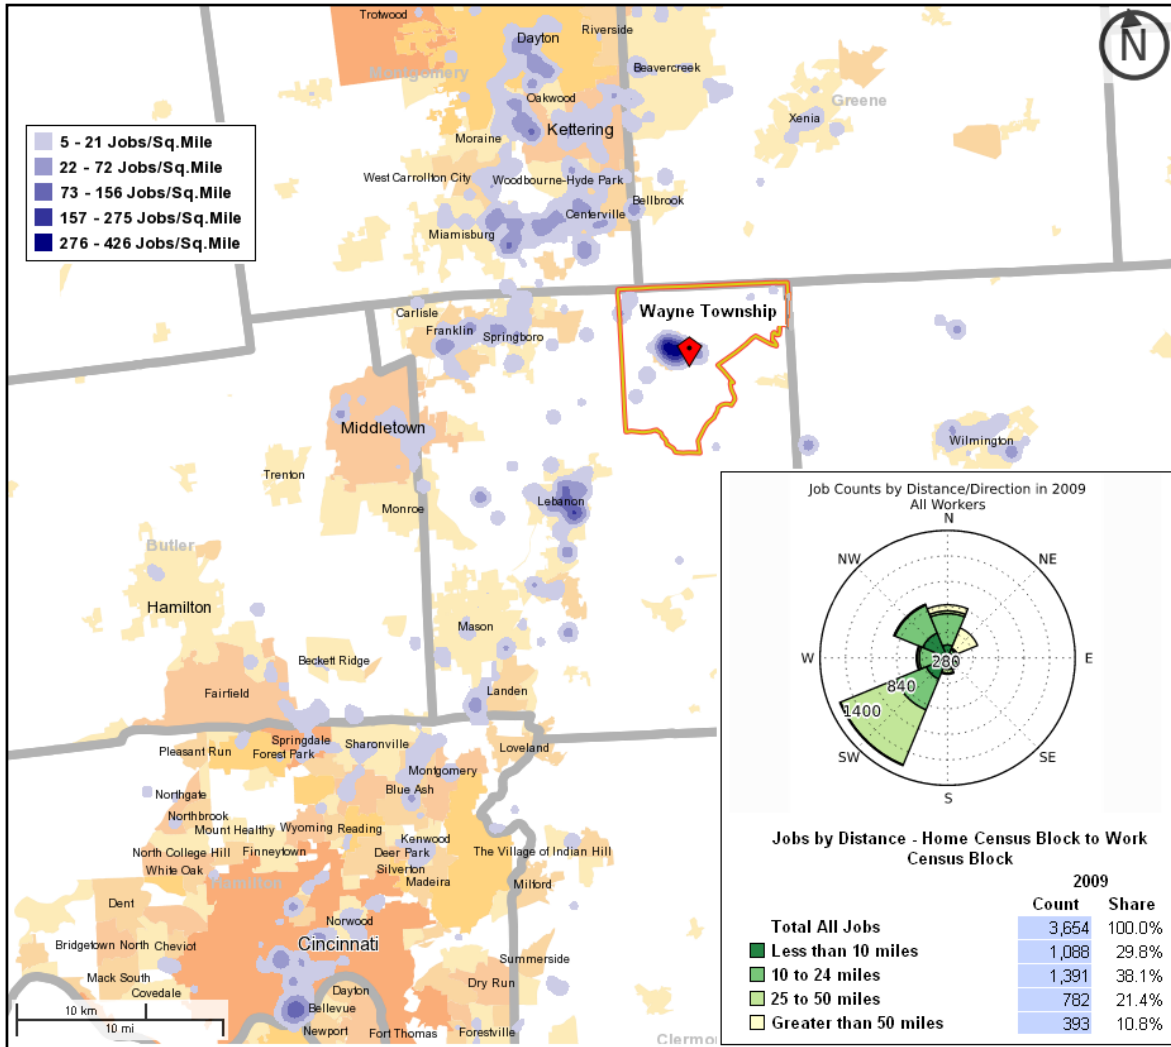 Trotwood
Dayton
Riverside
N
Montgomery
Beavercreek
Oakwood
Greene
Xenia
Kettering
Moraine
5 - 21 Jobs/Sq.Mile
22 - 72 Jobs/Sq.Mile
73 - 156 Jobs/Sq.Mile
157 - 275 Jobs/Sq.Mile
276 - 426 Jobs/Sq.Mile
West Carrollton City
Woodbourne-Hyde Park
Bellbrook
Centerville
Miamisburg
Carlisle
Wayne Township
Franklin
Springboro
Middletown
Wilmington
Trenton
Lebanon
Monroe
Butler
Hamilton
Mason
Beckett Ridge
Landen
Fairfield
Springdale
Pleasant Run
Forest Park
Sharonville
Loveland
Montgomery
Blue Ash
Northgate
Northbrook
Mount Healthy
Wyoming
Reading
Kenwood
North College Hill
Finneytown
Deer Park
The Village of Indian Hill
White Oak
Silverton
Madeira
Milford
Hamilton
Dent
Norwood
Bridgetown North
Cheviot
Cincinnati
Summerside
Mack South
Covedale
Dayton
Dry Run
Bellevue
Newport
Fort Thomas
Forestville
Clermo
10 km
10 mi
Job Counts by Distance/Direction in 2009
All Workers
N
NW
NE
W
E
280
840
1400
SW
SE
S
Jobs by Distance - Home Census Block to Work
Census Block
2009
Count Share
Total All Jobs 3,654 100.0%
Less than 10 miles 1,088 29.8%
10 to 24 miles 1,391 38.1%
25 to 50 miles 782 21.4%
Greater than 50 miles 393 10.8%